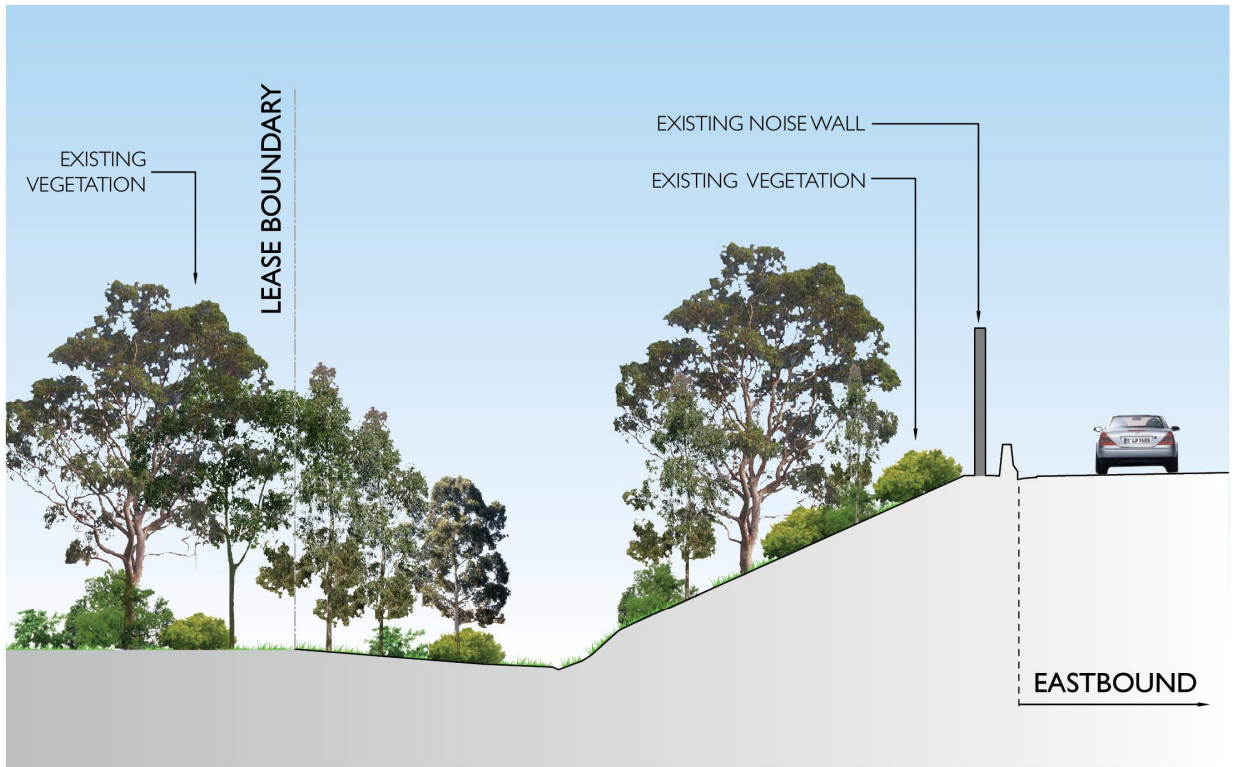 EXISTING
VEGETATION
LEASE BOUNDARY
EXISTING NOISE WALL
EXISTING VEGETATION
EASTBOUND